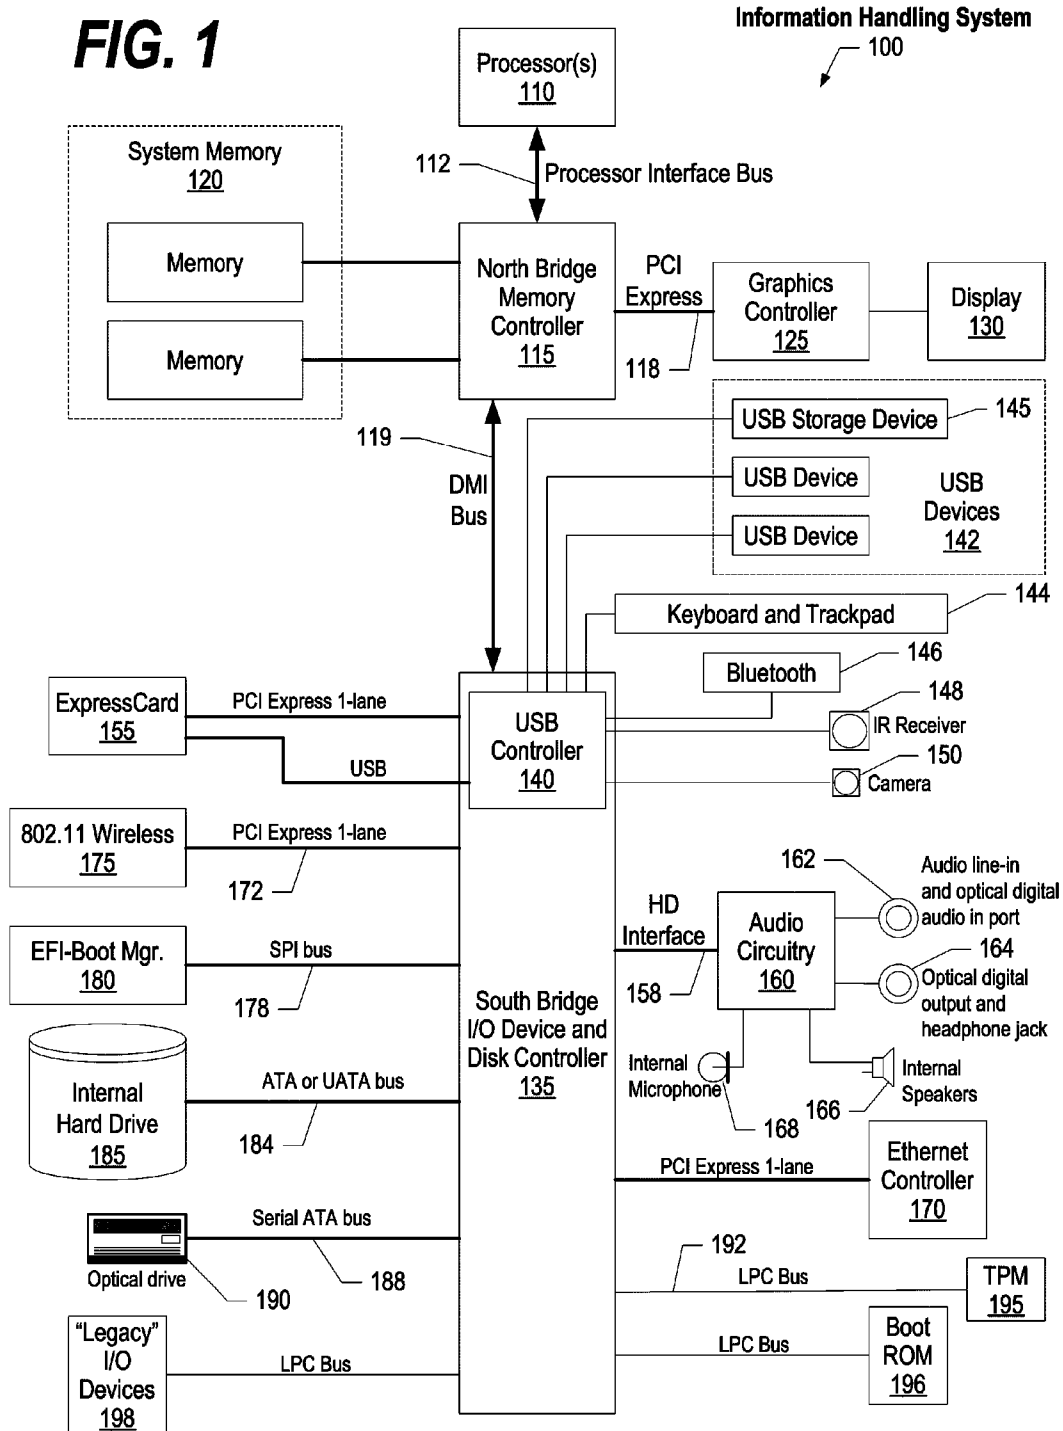 FIG. 1
Information Handling System
100
Processor(s)
110
112
Processor Interface Bus
System Memory
120
Memory
Memory
North Bridge
Memory
Controller
115
PCI
Express
118
Graphics
Controller
125
Display
130
119
DMI
Bus
USB Storage Device
145
USB Device
USB Device
USB
Devices
142
Keyboard and Trackpad
144
Bluetooth
146
148
IR Receiver
150
Camera
USB
Controller
140
ExpressCard
155
PCI Express 1-lane
USB
802.11 Wireless
175
PCI Express 1-lane
172
EFI-Boot Mgr.
180
SPI bus
178
Internal
Hard Drive
185
ATA or UATA bus
184
Optical drive
190
Serial ATA bus
188
"Legacy"
I/O
Devices
198
LPC Bus
South Bridge
I/O Device and
Disk Controller
135
HD
Interface
158
Audio
Circuitry
160
162
Audio line-in
and optical digital
audio in port
164
Optical digital
output and
headphone jack
Internal
Microphone
168
166
Internal
Speakers
PCI Express 1-lane
Ethernet
Controller
170
192
LPC Bus
TPM
195
LPC Bus
Boot
ROM
196